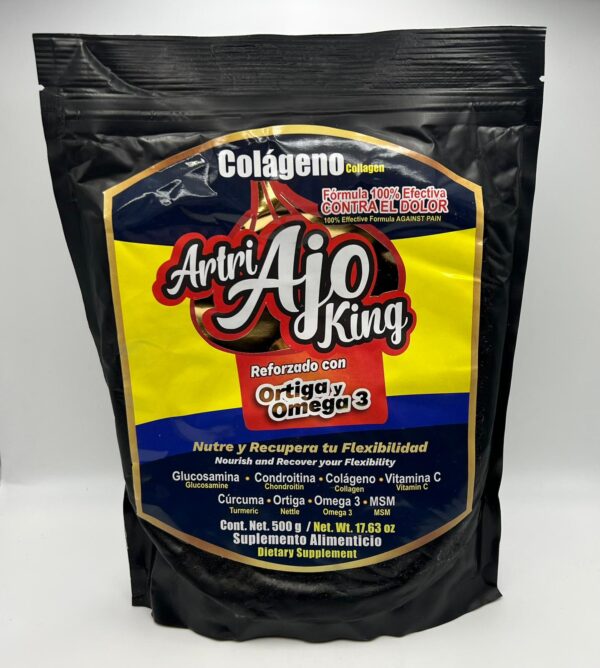 Colágeno Collagen
Fórmula 100% Efectiva
CONTRA EL DOLOR
100% Effective Formula AGAINST PAIN
Artri Ajo King
Reforzado con
Ortiga y
Omega 3
Nutre y Recupera tu Flexibilidad
Nourish and Recover your Flexibility
Glucosamina • Condroitina • Colágeno • Vitamina C
Glucosamine Chondroitin Collagen Vitamin C
Cúrcuma • Ortiga • Omega 3 • MSM
Turmeric Nettle Omega 3 MSM
Cont. Net. 500 g / Net. Wt. 17.63 oz
Suplemento Alimenticio
Dietary Supplement